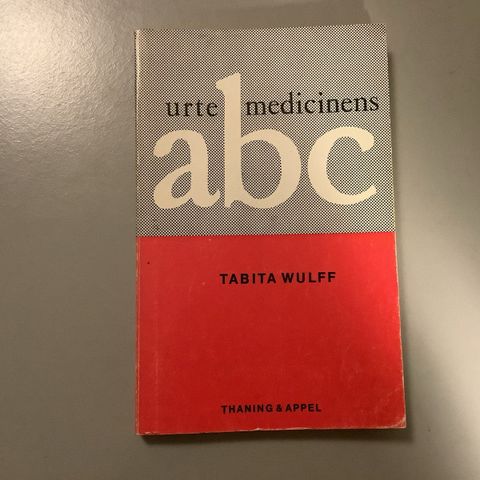 urte medicinens
abc
TABITA WULFF
THANING & APPEL